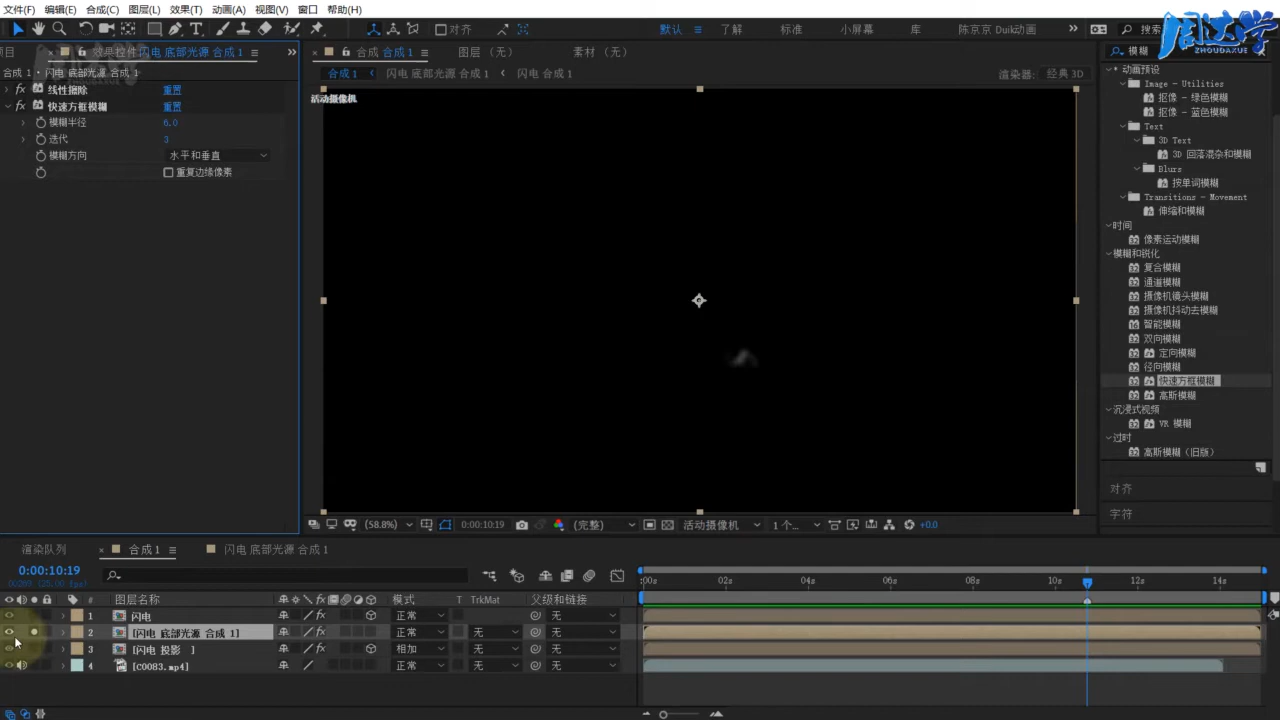 文件(F) 编辑(E) 合成(C) 图层(L) 效果(T) 动画(A) 视图(V) 窗口 帮助(H)
对齐 默认 了解 标准 小屏幕 库 陈京京 Duik动画 搜索
周达学
ZHOUDAXUE
项目 效果控件 闪电 底部光源 合成 1
合成 合成 1 图层（无） 素材（无）
模糊
合成 1 • 闪电 底部光源 合成 1
合成 1 闪电 底部光源 合成 1 闪电 合成 1
渲染器: 经典 3D
活动摄像机
fx 线性擦除 重置
fx 快速方框模糊 重置
模糊半径 6.0
迭代 3
模糊方向 水平和垂直
重复边缘像素
* 动画预设
Image - Utilities
抠像 - 绿色模糊
抠像 - 蓝色模糊
Text
3D Text
3D 回落混杂和模糊
Blurs
按单词模糊
Transitions - Movement
伸缩和模糊
时间
像素运动模糊
模糊和锐化
复合模糊
通道模糊
摄像机镜头模糊
摄像机抖动去模糊
智能模糊
双向模糊
定向模糊
径向模糊
快速方框模糊
高斯模糊
沉浸式视频
VR 模糊
过时
高斯模糊（旧版）
对齐
字符
(58.8%) 0:00:10:19 (完整) 活动摄像机 1 个... +0.0
渲染队列 合成 1 闪电 底部光源 合成 1
0:00:10:19
(25.00 fps)
# 图层名称 模式 T TrkMat 父级和链接
:00s 02s 04s 06s 08s 10s 12s 14s
1 闪电 正常 无
2 [闪电 底部光源 合成 1] 正常 无 无
3 [闪电 投影 ] 相加 无 无
4 [C0083.mp4] 正常 无 无